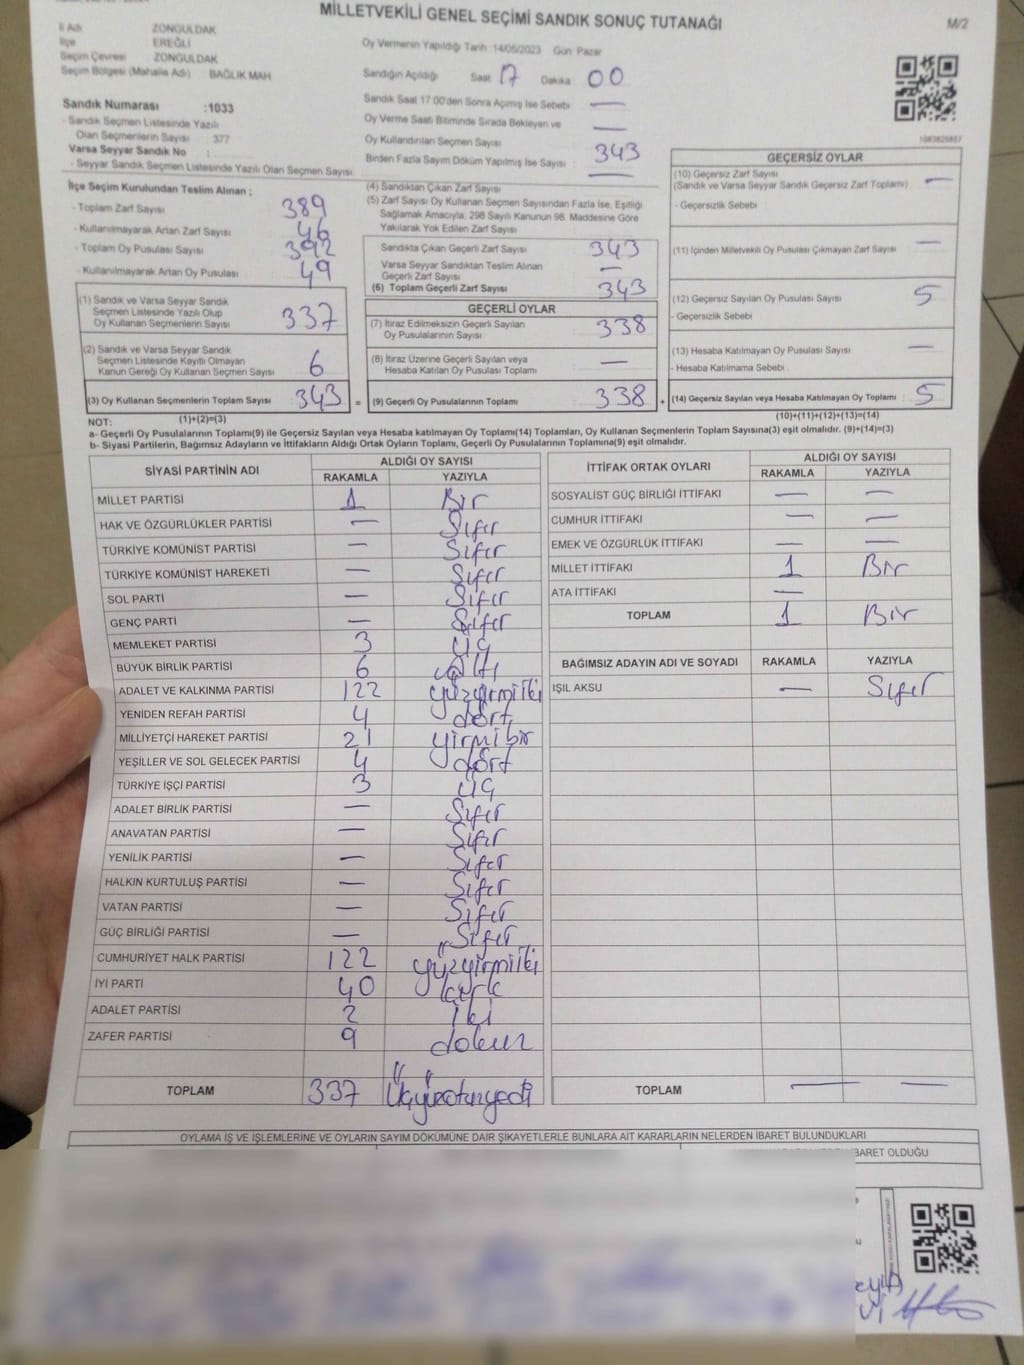 MİLLETVEKİLİ GENEL SEÇİMİ SANDIK SONUÇ TUTANAĞI
M/2
İl Adı ZONGULDAK
İlçe EREĞLİ
Seçim Çevresi ZONGULDAK
Seçim Bölgesi (Mahalle Adı) BAĞLIK MAH
Sandık Numarası :1033
- Sandık Seçmen Listesinde Yazılı
Olan Seçmenlerin Sayısı : 377
Varsa Seyyar Sandık No :
- Seyyar Sandık Seçmen Listesinde Yazılı Olan Seçmen Sayısı
Oy Vermenin Yapıldığı Tarih :14/05/2023 Gün Pazar
Sandığın Açıldığı Saat 17 Dakika 00
Sandık Saat 17:00'den Sonra Açımış İse Sebebi —
Oy Verme Saati Bitiminde Sırada Bekleyen ve
Oy Kullandırılan Seçmen Sayısı : —
Birden Fazla Sayım Döküm Yapılmış İse Sayısı : —
İlçe Seçim Kurulundan Teslim Alınan ;
- Toplam Zarf Sayısı 389
- Kullanılmayarak Artan Zarf Sayısı 46
- Toplam Oy Pusulası Sayısı 392
- Kullanılmayarak Artan Oy Pusulası 49
(4) Sandıktan Çıkan Zarf Sayısı 343
(5) Zarf Sayısı Oy Kullanan Seçmen Sayısından Fazla İse, Eşitliği
Sağlamak Amacıyla, 298 Sayılı Kanunun 98. Maddesine Göre
Yakılarak Yok Edilen Zarf Sayısı —
Sandıkta Çıkan Geçerli Zarf Sayısı 343
Varsa Seyyar Sandıktan Teslim Alınan
Geçerli Zarf Sayısı —
(6) Toplam Geçerli Zarf Sayısı 343
GEÇERSİZ OYLAR
(10) Geçersiz Zarf Sayısı —
(Sandık ve Varsa Seyyar Sandık Geçersiz Zarf Toplamı)
- Geçersizlik Sebebi :
(11) İçinden Milletvekili Oy Pusulası Çıkmayan Zarf Sayısı —
(12) Geçersiz Sayılan Oy Pusulası Sayısı : 5
- Geçersizlik Sebebi :
(13) Hesaba Katılmayan Oy Pusulası Sayısı : —
- Hesaba Katılmama Sebebi :
(14) Geçersiz Sayılan veya Hesaba Katılmayan Oy Toplamı 5
(10)+(11)+(12)+(13)=(14)
(1) Sandık ve Varsa Seyyar Sandık
Seçmen Listesinde Yazılı Olup
Oy Kullanan Seçmenlerin Sayısı : 337
(2) Sandık ve Varsa Seyyar Sandık
Seçmen Listesinde Kayıtlı Olmayan
Kanun Gereği Oy Kullanan Seçmen Sayısı : 6
(3) Oy Kullanan Seçmenlerin Toplam Sayısı 343 =
(1)+(2)=(3)
GEÇERLİ OYLAR
(7) İtiraz Edilmeksizin Geçerli Sayılan
Oy Pusulalarının Sayısı : 338
(8) İtiraz Üzerine Geçerli Sayılan veya
Hesaba Katılan Oy Pusulası Toplamı : —
(9) Geçerli Oy Pusulalarının Toplamı 338 +
NOT:
a- Geçerli Oy Pusulalarının Toplamı(9) ile Geçersiz Sayılan veya Hesaba katılmayan Oy Toplamı(14) Toplamları, Oy Kullanan Seçmenlerin Toplam Sayısına(3) eşit olmalıdır. (9)+(14)=(3)
b- Siyasi Partilerin, Bağımsız Adayların ve İttifakların Aldığı Ortak Oyların Toplamı, Geçerli Oy Pusulalarının Toplamına(9) eşit olmalıdır.
SİYASİ PARTİNİN ADI ALDIĞI OY SAYISI
RAKAMLA YAZIYLA
MİLLET PARTİSİ 1 Bir
HAK VE ÖZGÜRLÜKLER PARTİSİ — Sıfır
TÜRKİYE KOMÜNİST PARTİSİ — Sıfır
TÜRKİYE KOMÜNİST HAREKETİ — Sıfır
SOL PARTİ — Sıfır
GENÇ PARTİ — Sıfır
MEMLEKET PARTİSİ 3 üç
BÜYÜK BİRLİK PARTİSİ 6 altı
ADALET VE KALKINMA PARTİSİ 122 yüzyirmiiki
YENİDEN REFAH PARTİSİ 4 dört
MİLLİYETÇİ HAREKET PARTİSİ 21 yirmibir
YEŞİLLER VE SOL GELECEK PARTİSİ 4 dört
TÜRKİYE İŞÇİ PARTİSİ 3 üç
ADALET BİRLİK PARTİSİ — Sıfır
ANAVATAN PARTİSİ — Sıfır
YENİLİK PARTİSİ — Sıfır
HALKIN KURTULUŞ PARTİSİ — Sıfır
VATAN PARTİSİ — Sıfır
GÜÇ BİRLİĞİ PARTİSİ — Sıfır
CUMHURİYET HALK PARTİSİ 122 yüzyirmiiki
İYİ PARTİ 40 kırk
ADALET PARTİSİ 2 iki
ZAFER PARTİSİ 9 dokuz
TOPLAM 337 Üçyüzotuzyedi
İTTİFAK ORTAK OYLARI ALDIĞI OY SAYISI
RAKAMLA YAZIYLA
SOSYALİST GÜÇ BİRLİĞİ İTTİFAKI — —
CUMHUR İTTİFAKI — —
EMEK VE ÖZGÜRLÜK İTTİFAKI — —
MİLLET İTTİFAKI 1 Bir
ATA İTTİFAKI —
TOPLAM 1 Bir
BAĞIMSIZ ADAYIN ADI VE SOYADI RAKAMLA YAZIYLA
IŞIL AKSU — Sıfır
TOPLAM — —
OYLAMA İŞ VE İŞLEMLERİNE VE OYLARIN SAYIM DÖKÜMÜNE DAİR ŞİKAYETLERLE BUNLARA AİT KARARLARIN NELERDEN İBARET BULUNDUKLARI
BARET OLDUĞU